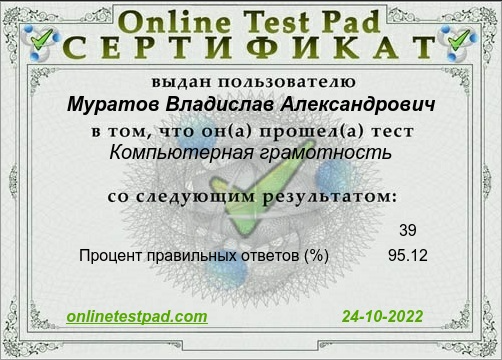 Online Test Pad
СЕРТИФИКАТ
выдан пользователю
Муратов Владислав Александрович
в том, что он(а) прошел(а) тест
Компьютерная грамотность
со следующим результатом:
39
Процент правильных ответов (%) 95.12
onlinetestpad.com 24-10-2022